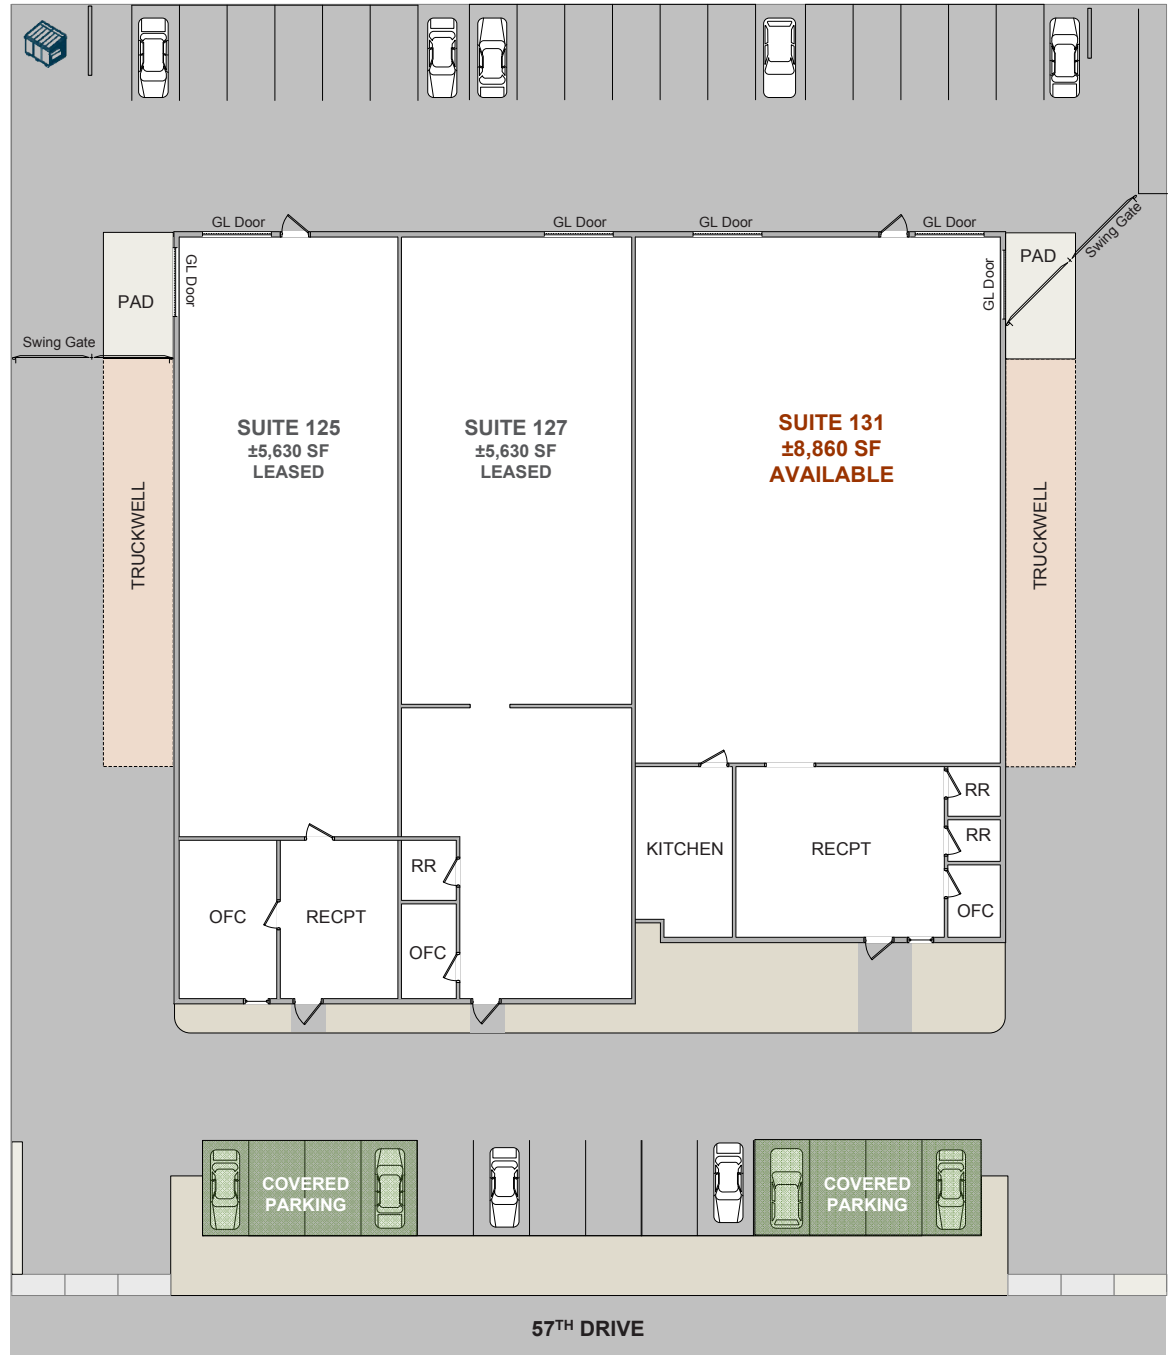 GL Door
GL Door
GL Door
GL Door
Swing Gate
GL Door
PAD
GL Door
PAD
Swing Gate
SUITE 125
±5,630 SF
LEASED
SUITE 127
±5,630 SF
LEASED
SUITE 131
±8,860 SF
AVAILABLE
TRUCKWELL
TRUCKWELL
RR
RR
KITCHEN
RECPT
RR
OFC
OFC
RECPT
OFC
COVERED
PARKING
COVERED
PARKING
57TH DRIVE